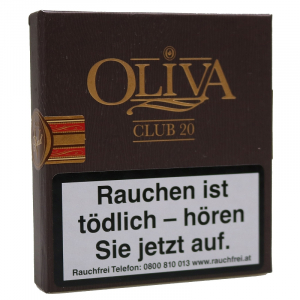 OLIVA
CLUB 20
Rauchen ist
tödlich – hören
Sie jetzt auf.
Rauchfrei Telefon: 0800 810 013 www.rauchfrei.at